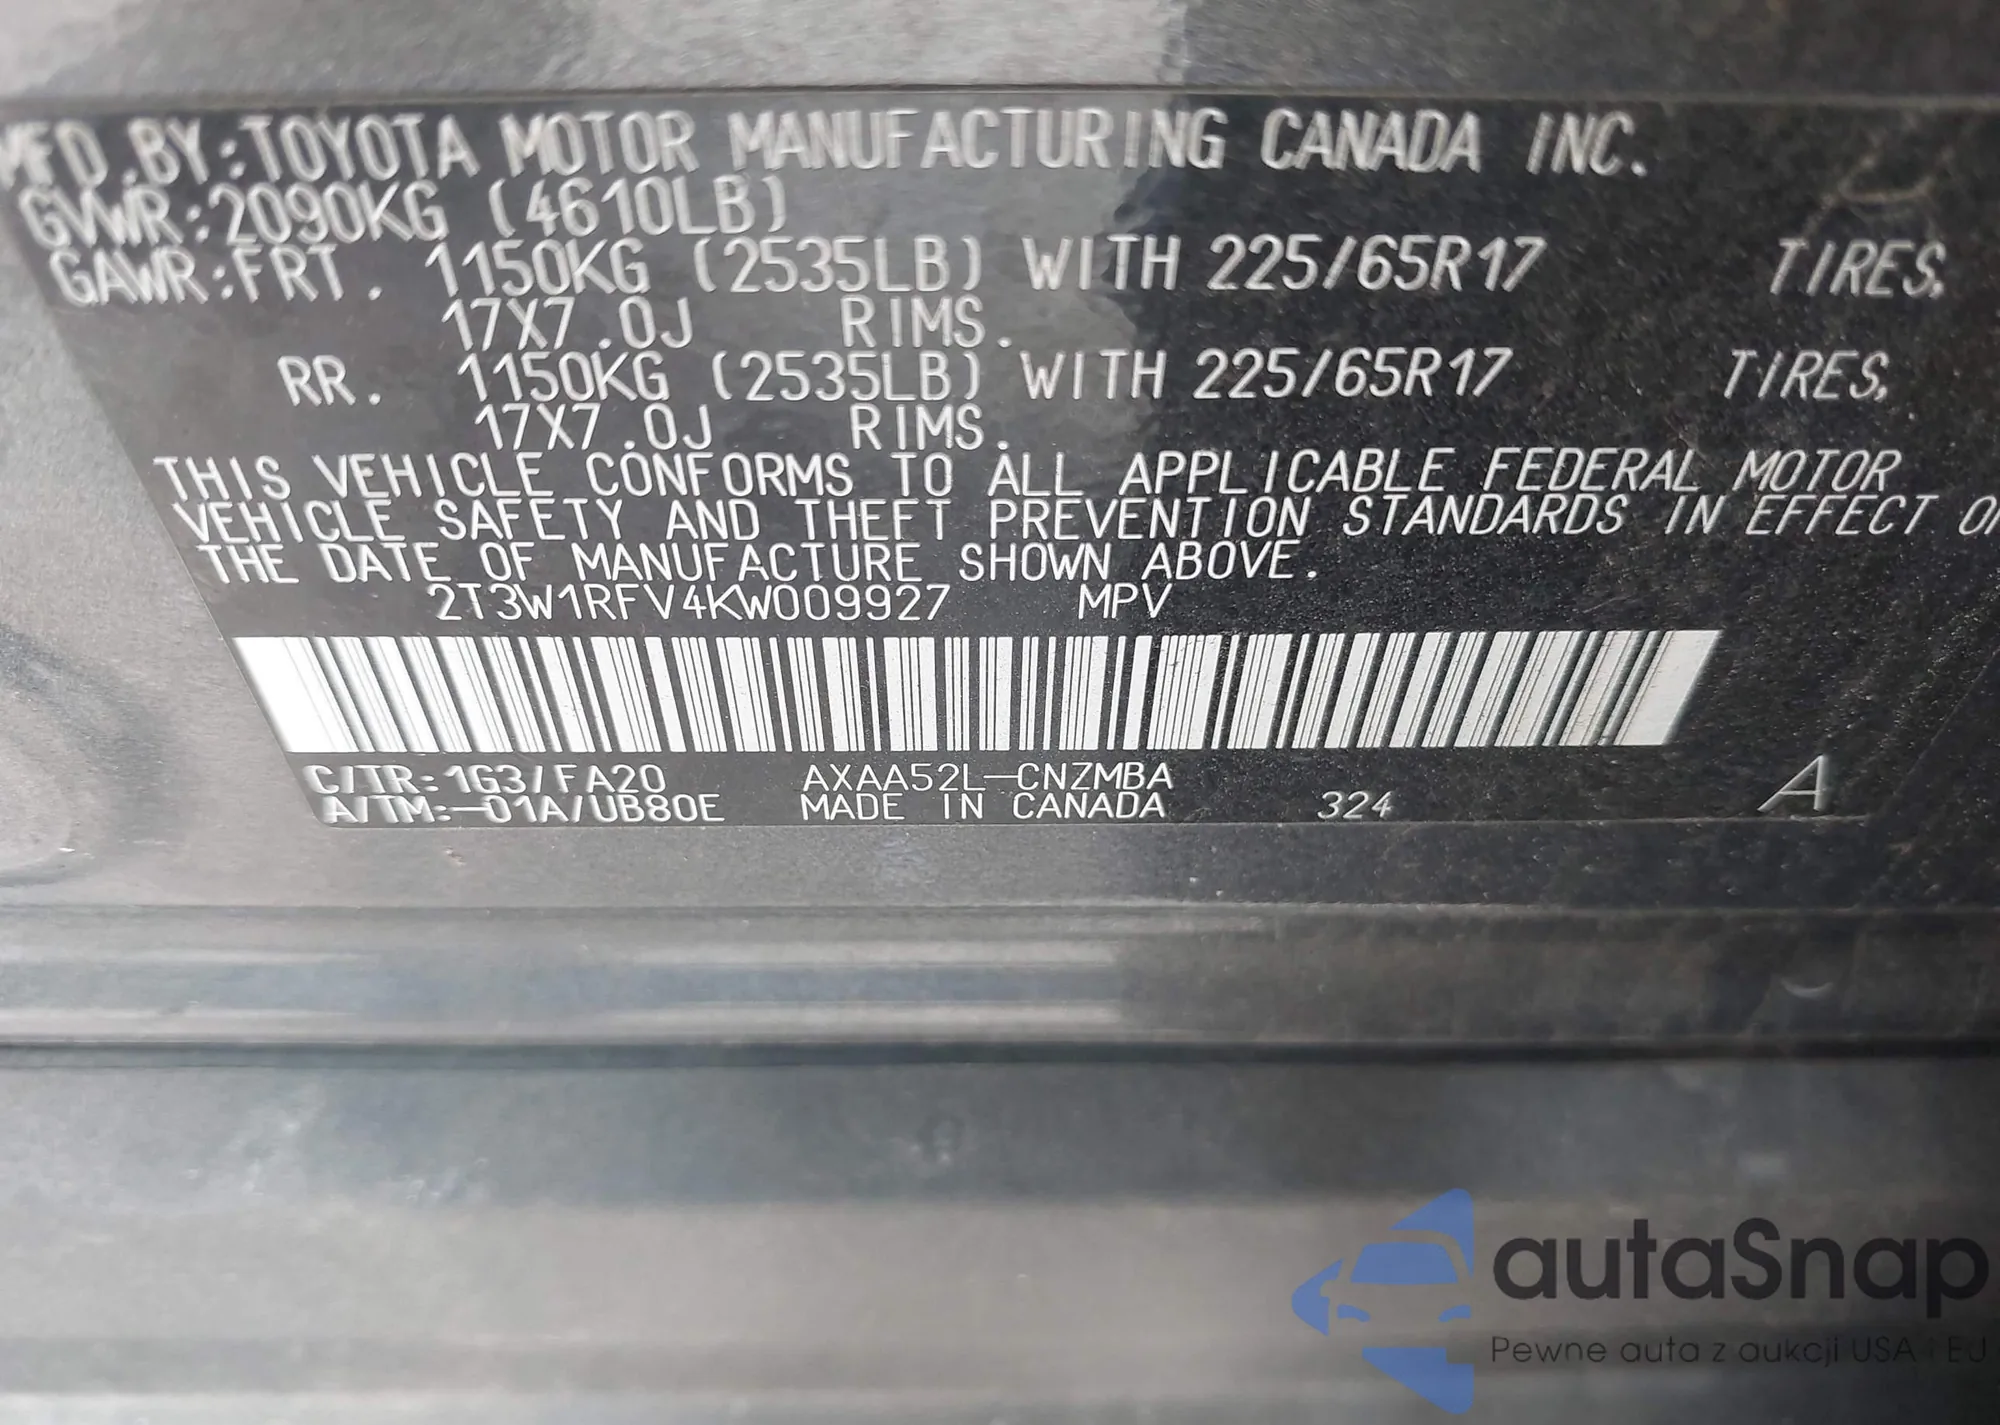 MFD.BY:TOYOTA MOTOR MANUFACTURING CANADA INC.
GVWR:2090KG (4610LB)
GAWR:FRT. 1150KG (2535LB) WITH 225/65R17 TIRES,
17X7.0J RIMS.
RR. 1150KG (2535LB) WITH 225/65R17 TIRES,
17X7.0J RIMS.
THIS VEHICLE CONFORMS TO ALL APPLICABLE FEDERAL MOTOR
VEHICLE SAFETY AND THEFT PREVENTION STANDARDS IN EFFECT ON
THE DATE OF MANUFACTURE SHOWN ABOVE.
2T3W1RFV4KW009927 MPV
C/TR:1G3/FA20 AXAA52L-CNZMBA
A/TM:-01A/UB80E MADE IN CANADA 324 A
autaSnap
Pewne auta z aukcji USA i EU